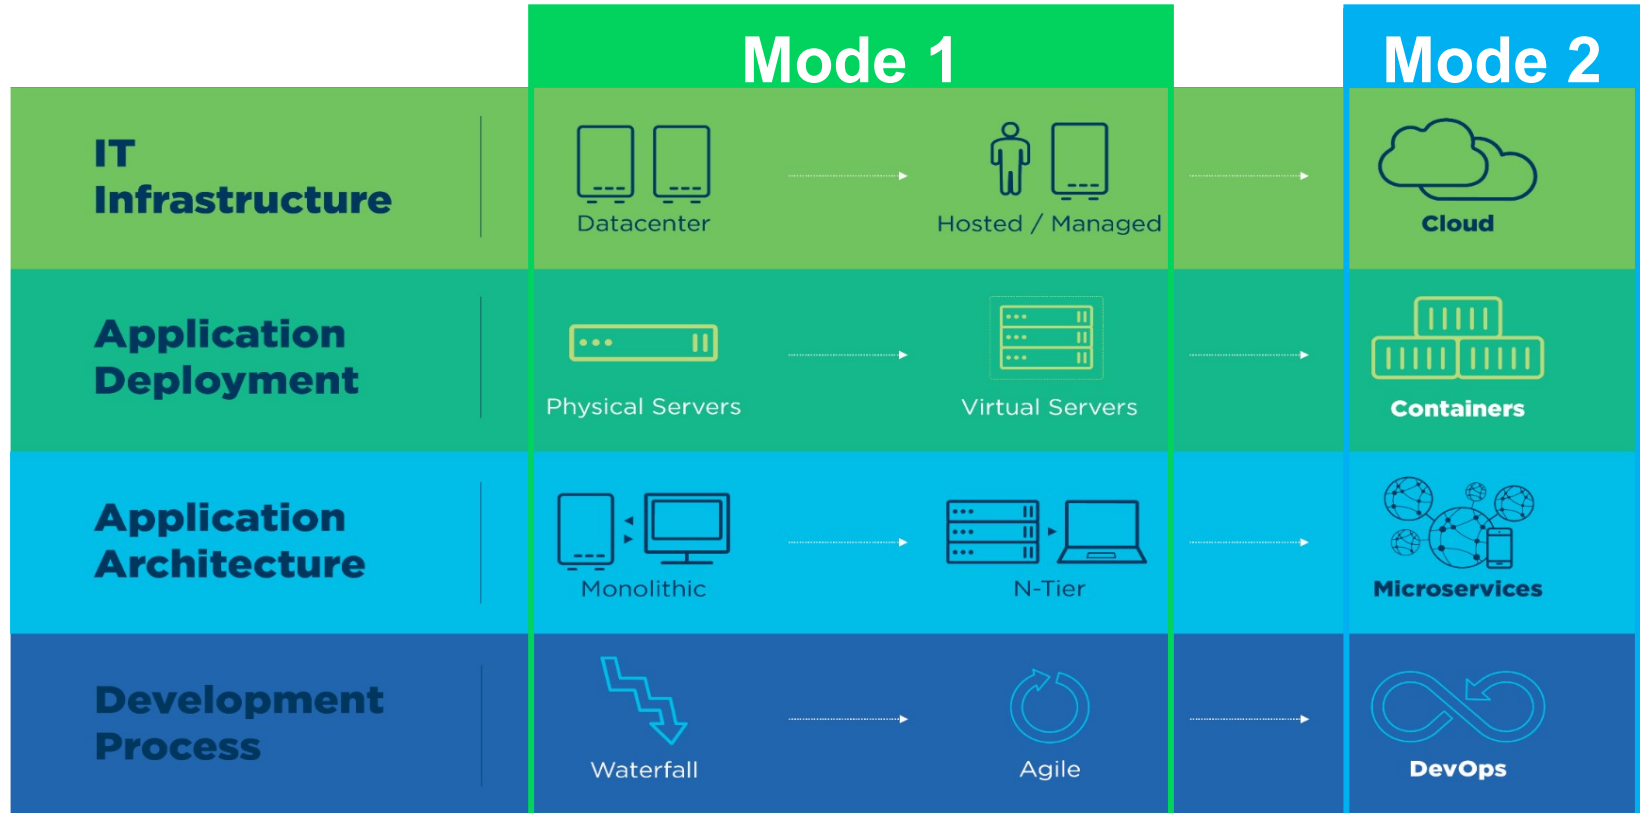 Mode 1
Mode 2
IT
Infrastructure
Datacenter
Hosted / Managed
Cloud
Application
Deployment
Physical Servers
Virtual Servers
Containers
Application
Architecture
Monolithic
N-Tier
Microservices
Development
Process
Waterfall
Agile
DevOps